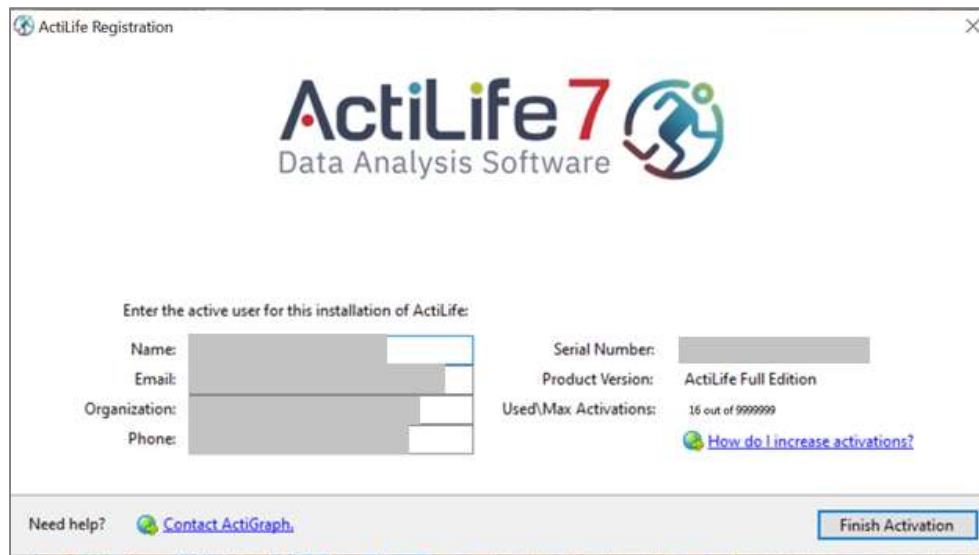 ActiLife Registration
ActiLife 7
Data Analysis Software
Enter the active user for this installation of ActiLife:
Name:
Email:
Organization:
Phone:
Serial Number:
Product Version: ActiLife Full Edition
Used\Max Activations: 16 out of 9999999
How do I increase activations?
Need help? Contact ActiGraph.
Finish Activation